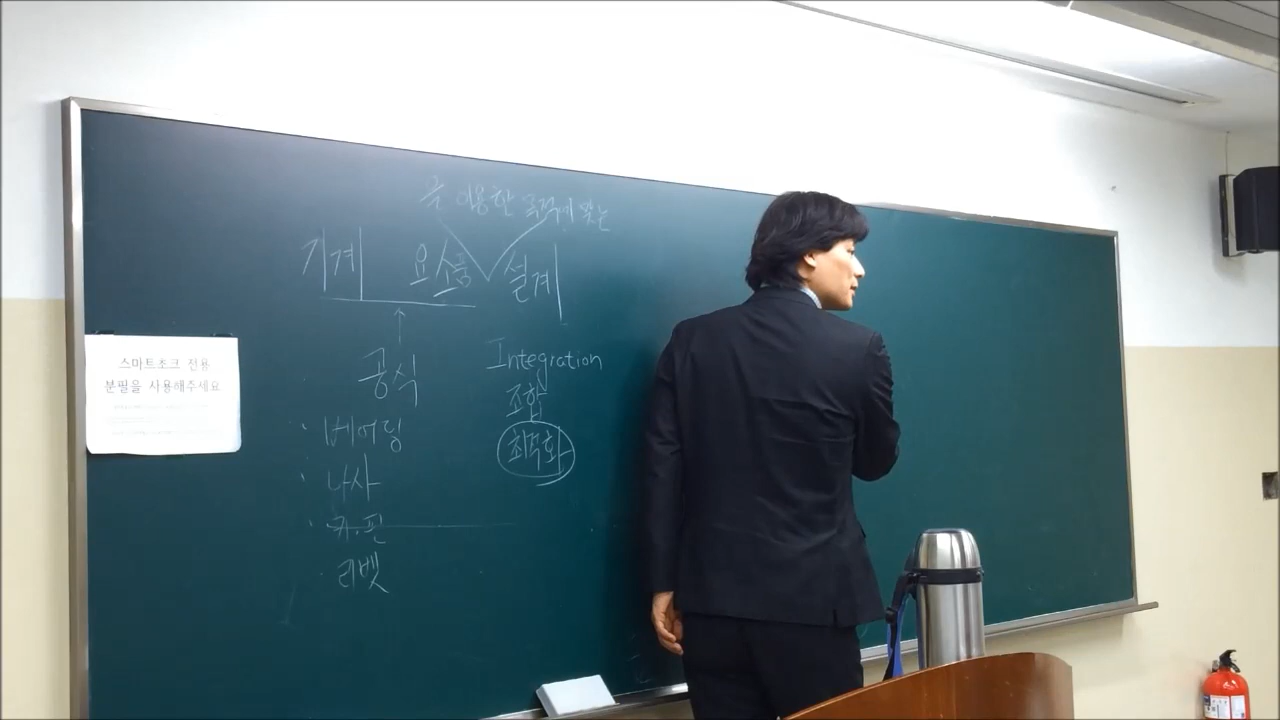 를 이용한 목적에 맞는
기계 요소를 설계
↑
공식
Integration
조합
최적화
· 베어링
· 나사
· 키.핀
리벳
스마트초크 전용
분필을 사용해주세요